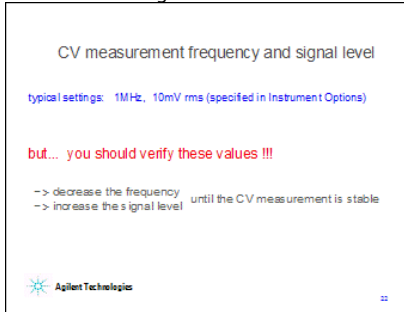 CV measurement frequency and signal level
typical settings: 1MHz, 10mV rms (specified in Instrument Options)
but... you should verify these values !!!
-> decrease the frequency
-> increase the signal level
until the CV measurement is stable
Agilent Technologies
22